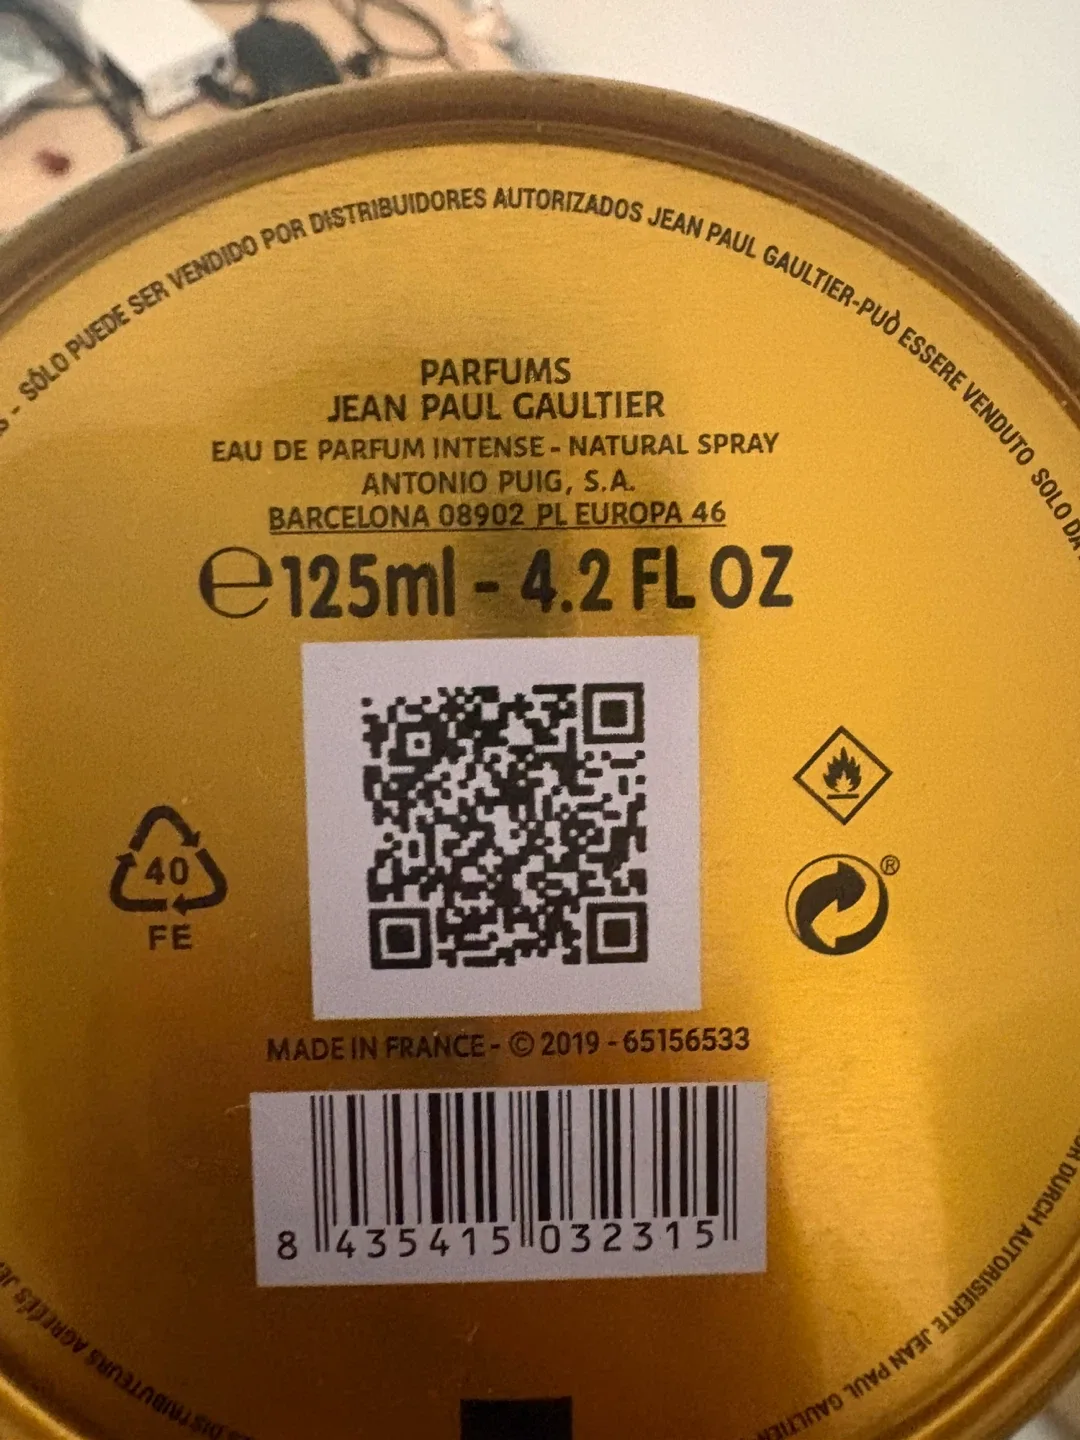 SÓLO PUEDE SER VENDIDO POR DISTRIBUIDORES AUTORIZADOS JEAN PAUL GAULTIER-PUÒ ESSERE VENDUTO SOLO DA
PARFUMS
JEAN PAUL GAULTIER
EAU DE PARFUM INTENSE - NATURAL SPRAY
ANTONIO PUIG, S.A.
BARCELONA 08902 PL EUROPA 46
℮125ml - 4.2 FL OZ
40
FE
®
MADE IN FRANCE - © 2019 - 65156533
8 435415 032315
DURCH AUTORISIERTE JEAN PAUL GAULTIER
DISTRIBUTEURS AGRÉÉS